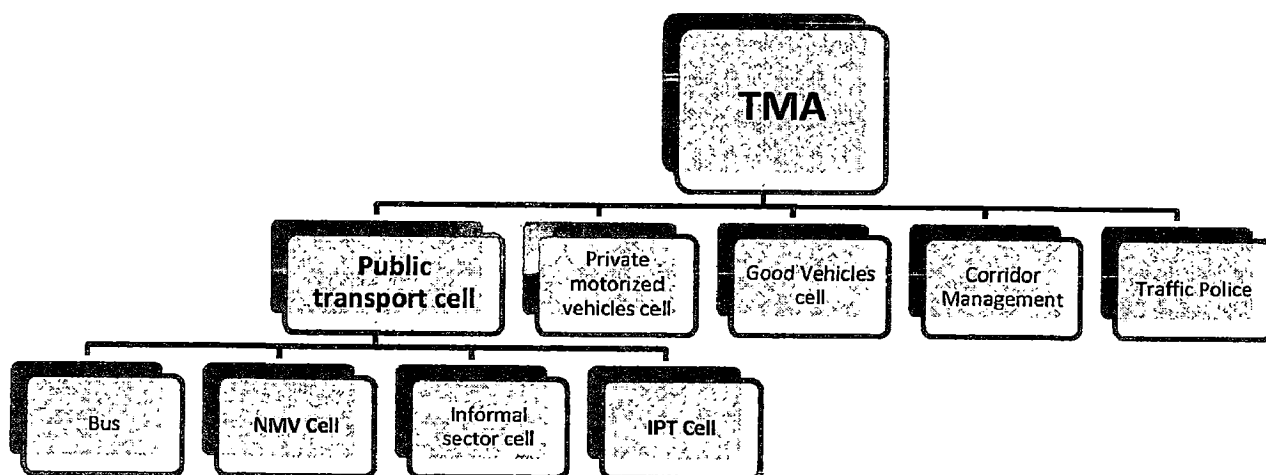 TMA
Public
transport cell
Private
motorized
vehicles cell
Good Vehicles
cell
Corridor
Management
Traffic Police
Bus
NMV Cell
Informal
sector cell
IPT Cell